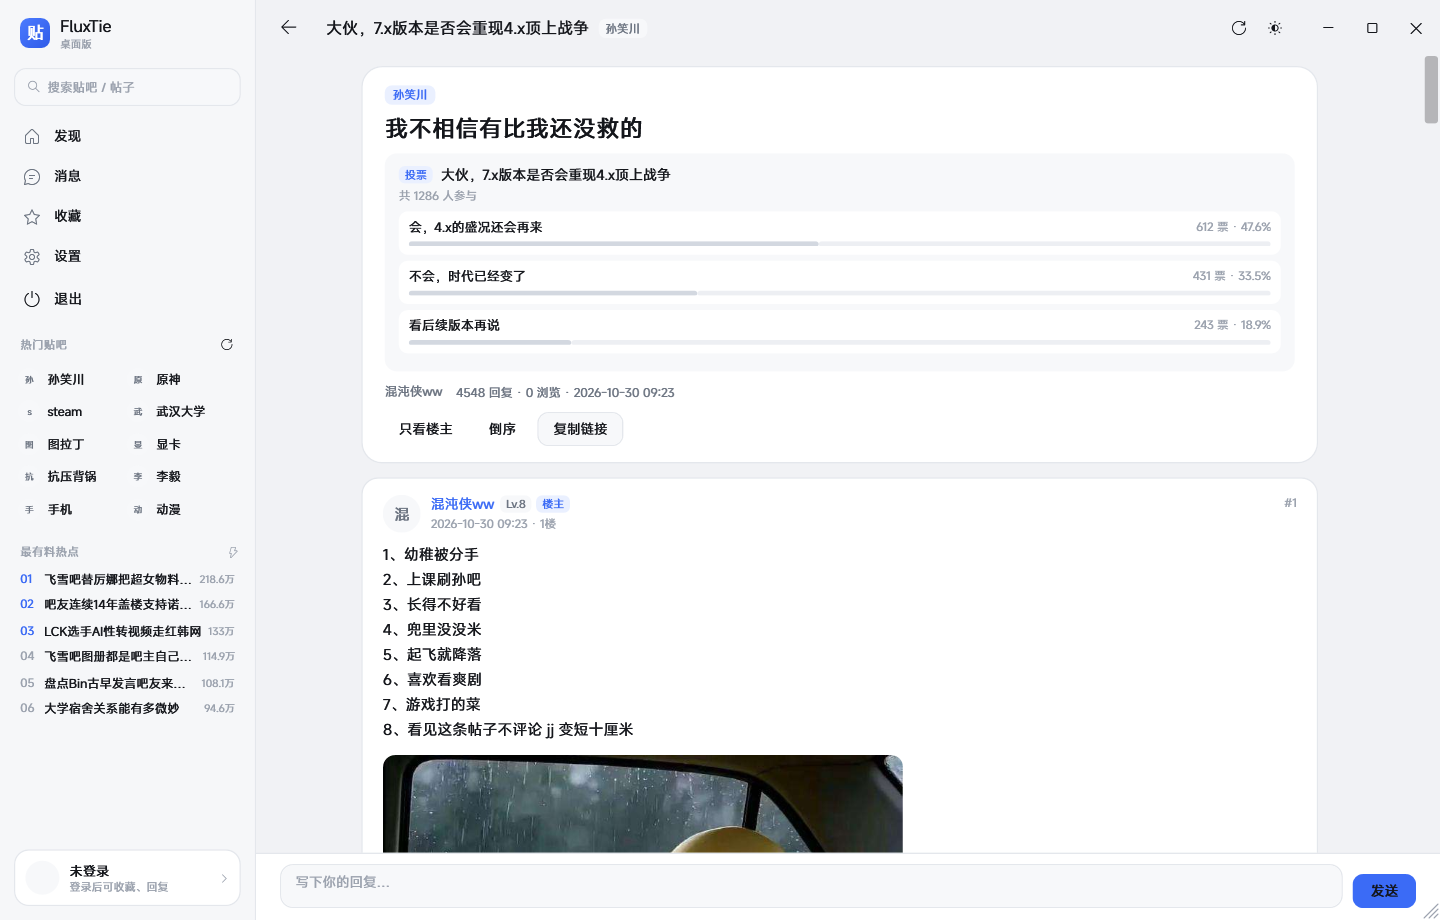 贴
FluxTie
桌面版
搜索贴吧 / 帖子
发现
消息
收藏
设置
退出
热门贴吧
孙 孙笑川
原 原神
s steam
武 武汉大学
图 图拉丁
显 显卡
抗 抗压背锅
李 李毅
手 手机
动 动漫
最有料热点
01 飞雪吧替厉娜把超女物料... 218.6万
02 吧友连续14年盖楼支持诺... 166.6万
03 LCK选手AI性转视频走红韩网 133万
04 飞雪吧图册都是吧主自己... 114.9万
05 盘点Bin古早发言吧友来... 108.1万
06 大学宿舍关系能有多微妙 94.6万
未登录
登录后可收藏、回复
大伙，7.x版本是否会重现4.x顶上战争 孙笑川
孙笑川
我不相信有比我还没救的
投票 大伙，7.x版本是否会重现4.x顶上战争
共 1286 人参与
会，4.x的盛况还会再来 612 票 · 47.6%
不会，时代已经变了 431 票 · 33.5%
看后续版本再说 243 票 · 18.9%
混沌侠ww 4548 回复 · 0 浏览 · 2026-10-30 09:23
只看楼主 倒序 复制链接
混
混沌侠ww Lv.8 楼主 #1
2026-10-30 09:23 · 1楼
1、幼稚被分手
2、上课刷孙吧
3、长得不好看
4、兜里没没米
5、起飞就降落
6、喜欢看爽剧
7、游戏打的菜
8、看见这条帖子不评论 jj 变短十厘米
写下你的回复...
发送